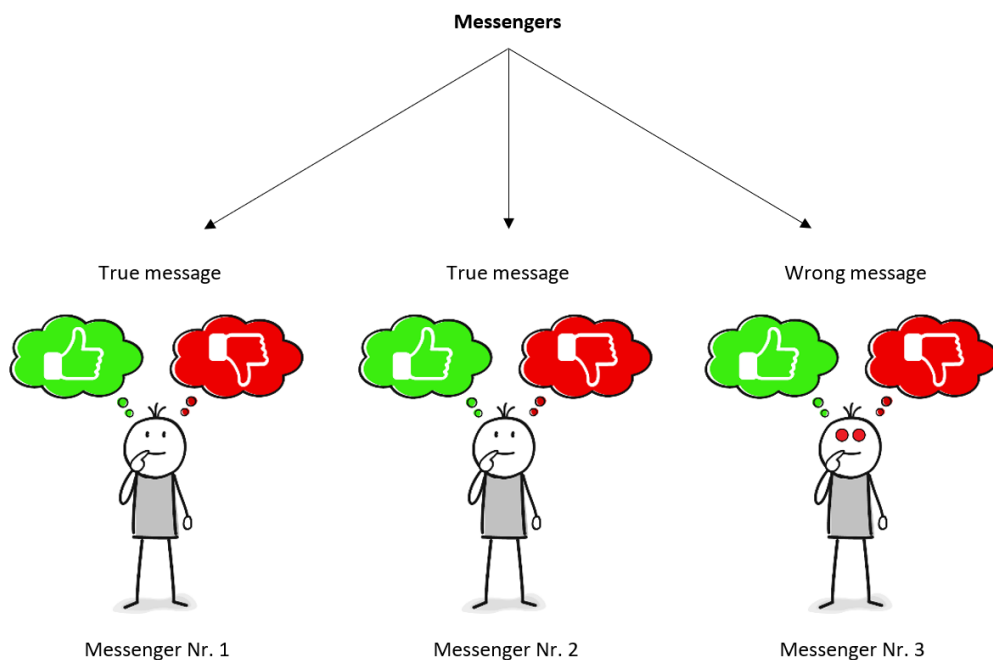 Messengers
True message
True message
Wrong message
Messenger Nr. 1
Messenger Nr. 2
Messenger Nr. 3